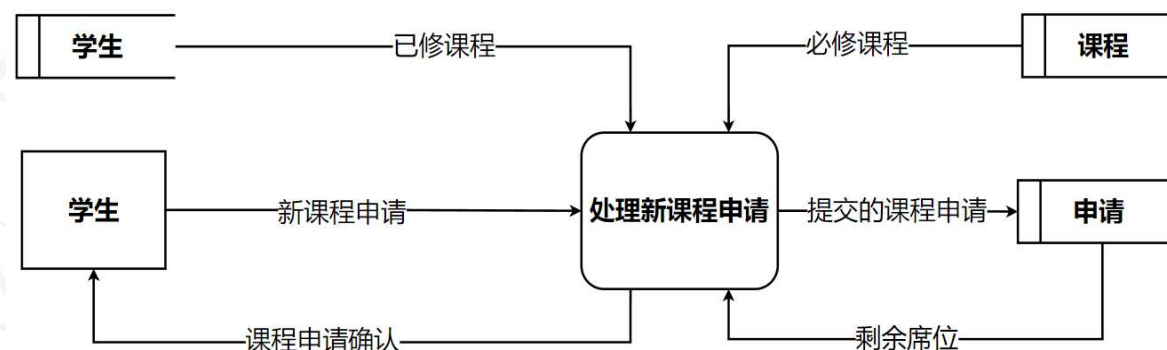 学生
已修课程
必修课程
课程
学生
新课程申请
处理新课程申请
提交的课程申请
申请
课程申请确认
剩余席位